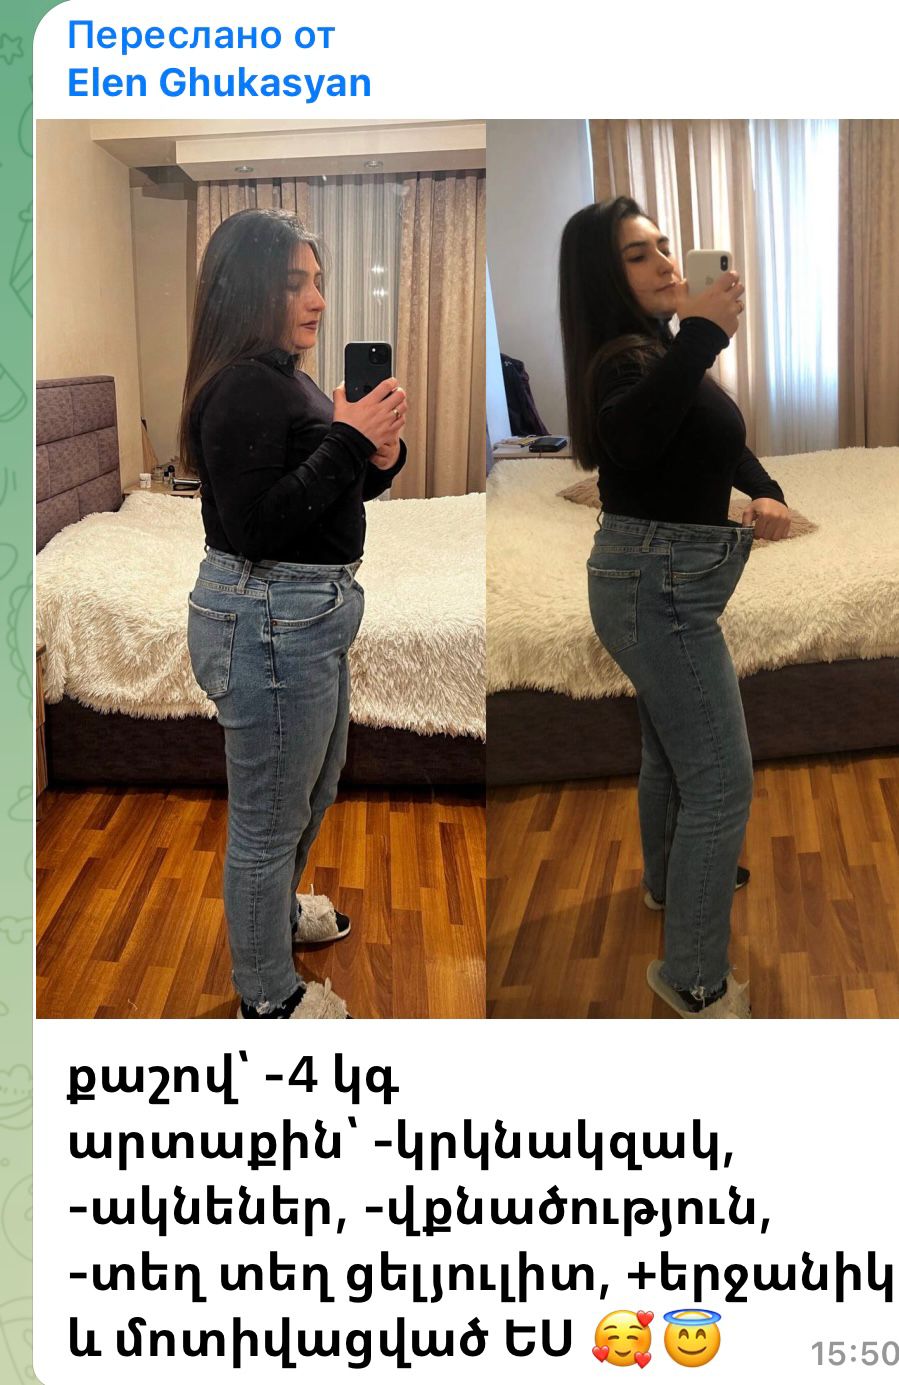 Переслано от
Elen Ghukasyan
քաշով՝ -4 կգ
արտաքին՝ -կրկնակզակ,
-ակնեներ, -վքնածություն,
-տեղ տեղ ցելյուլիտ, +երջանիկ
և մոտիվացված ԵՍ 🥰😇
15:50